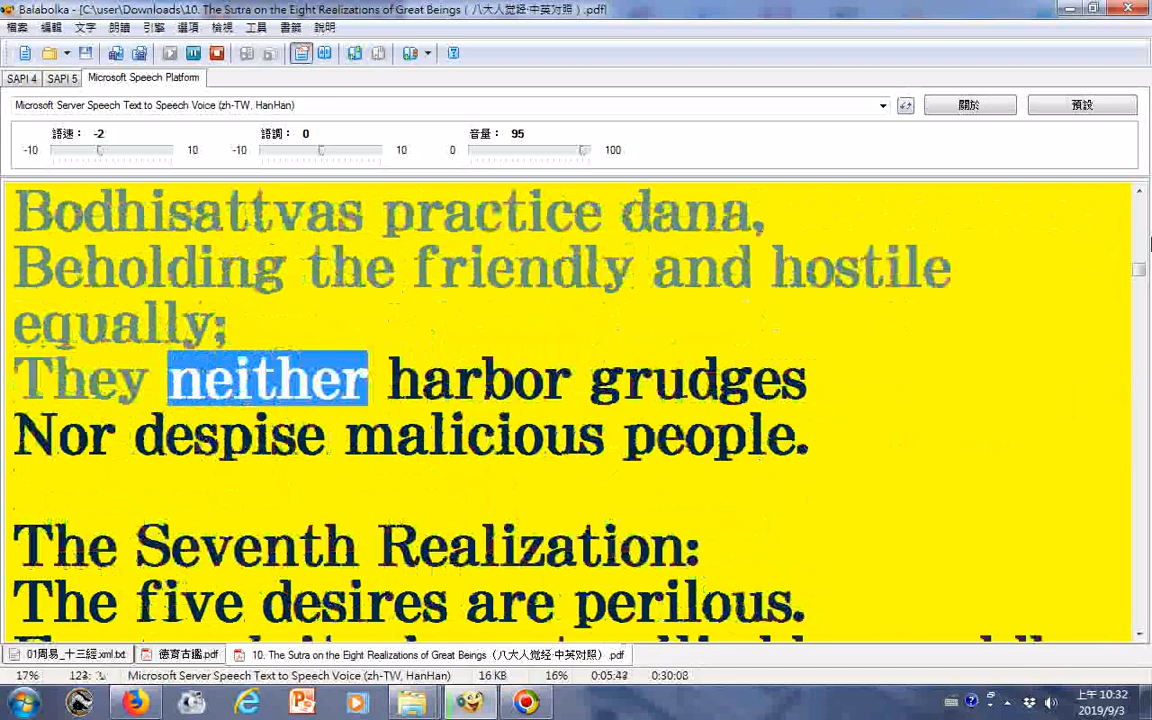 Balabolka - [C:\user\Downloads\10. The Sutra on the Eight Realizations of Great Beings（八大人觉经·中英对照）.pdf]
檔案 編輯 文字 朗讀 引擎 選項 檢視 工具 書籤 說明
SAPI 4 SAPI 5 Microsoft Speech Platform
Microsoft Server Speech Text to Speech Voice (zh-TW, HanHan) 關於 預設
語速： -2 語調： 0 音量： 95
-10 10 -10 10 0 100
Bodhisattvas practice dana,
Beholding the friendly and hostile
equally;
They neither harbor grudges
Nor despise malicious people.
The Seventh Realization:
The five desires are perilous.
01周易_十三經.xml.txt 德育古鑑.pdf 10. The Sutra on the Eight Realizations of Great Beings（八大人觉经·中英对照）.pdf
17% Microsoft Server Speech Text to Speech Voice (zh-TW, HanHan) 16 KB 16% 0:30:08
上午 10:32
2019/9/3